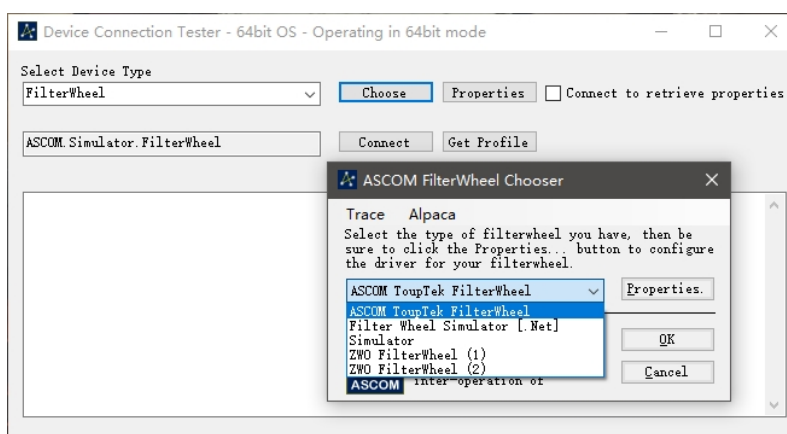 Device Connection Tester - 64bit OS - Operating in 64bit mode
Select Device Type
FilterWheel
Choose
Properties
Connect to retrieve properties
ASCOM.Simulator.FilterWheel
Connect
Get Profile
ASCOM FilterWheel Chooser
Trace Alpaca
Select the type of filterwheel you have, then be
sure to click the Properties... button to configure
the driver for your filterwheel.
ASCOM ToupTek FilterWheel
Properties.
ASCOM ToupTek FilterWheel
Filter Wheel Simulator [.Net]
Simulator
ZWO FilterWheel (1)
ZWO FilterWheel (2)
OK
Cancel
ASCOM
inter-operation of